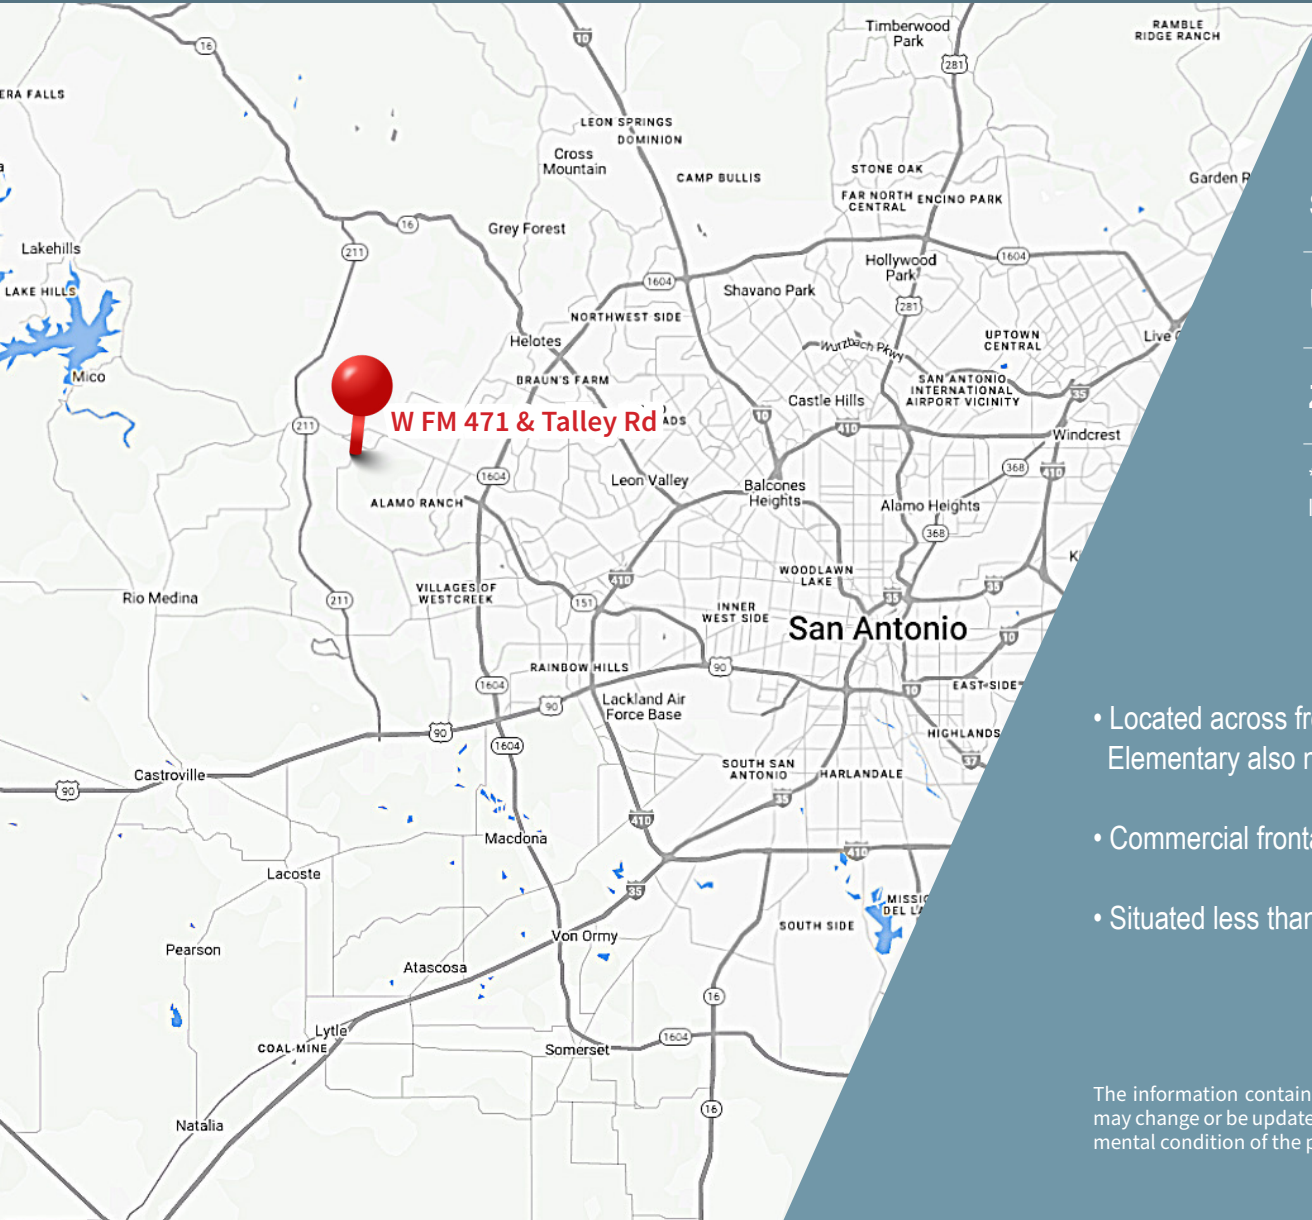 Timberwood
Park
RAMBLE
RIDGE RANCH
16
10
281
ERA FALLS
LEON SPRINGS
DOMINION
Cross
Mountain
CAMP BULLIS
STONE OAK
Garden R
FAR NORTH
CENTRAL
ENCINO PARK
16
Grey Forest
Lakehills
211
1604
Hollywood
Park
LAKE HILLS
1604
Shavano Park
281
NORTHWEST SIDE
Helotes
Wurzbach Pkwy
UPTOWN
CENTRAL
Live
Mico
BRAUN'S FARM
SAN ANTONIO
INTERNATIONAL
AIRPORT VICINITY
35
Castle Hills
W FM 471 & Talley Rd
ADS
10
410
211
Windcrest
368
410
1604
Leon Valley
Balcones
Heights
ALAMO RANCH
Alamo Heights
368
WOODLAWN
LAKE
410
35
VILLAGES OF
WESTCREEK
Rio Medina
211
151
INNER
WEST SIDE
35
San Antonio
10
RAINBOW HILLS
90
1604
EAST SIDE
10
90
Lackland Air
Force Base
90
HIGHLANDS
1604
37
Castroville
SOUTH SAN
ANTONIO
HARLANDALE
90
35
410
Macdona
410
Lacoste
35
MISSIO
DEL LA
SOUTH SIDE
Von Ormy
Pearson
Atascosa
16
Lytle
1604
COAL MINE
Somerset
16
Natalia
• Located across fr
Elementary also
• Commercial fronta
• Situated less than
The information contain
may change or be update
mental condition of the p